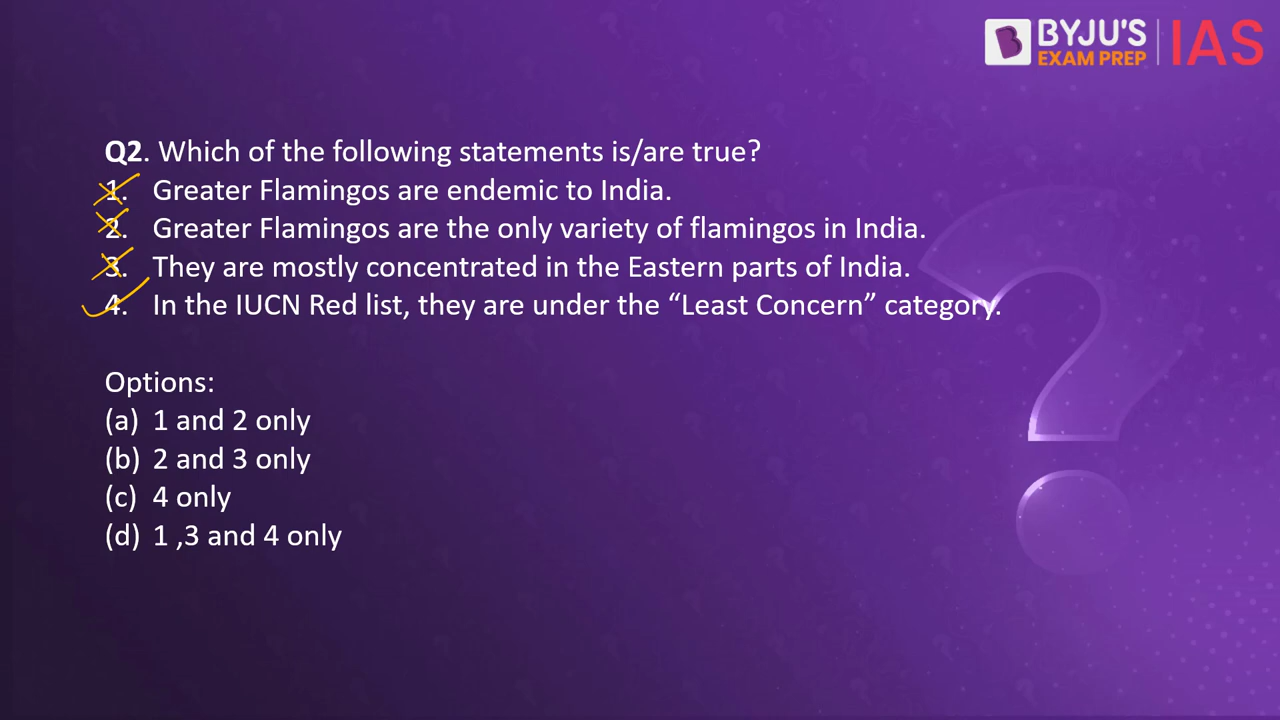 BYJU'S IAS
EXAM PREP
Q2. Which of the following statements is/are true?
1. Greater Flamingos are endemic to India.
2. Greater Flamingos are the only variety of flamingos in India.
3. They are mostly concentrated in the Eastern parts of India.
4. In the IUCN Red list, they are under the “Least Concern” category.
Options:
(a) 1 and 2 only
(b) 2 and 3 only
(c) 4 only
(d) 1 ,3 and 4 only